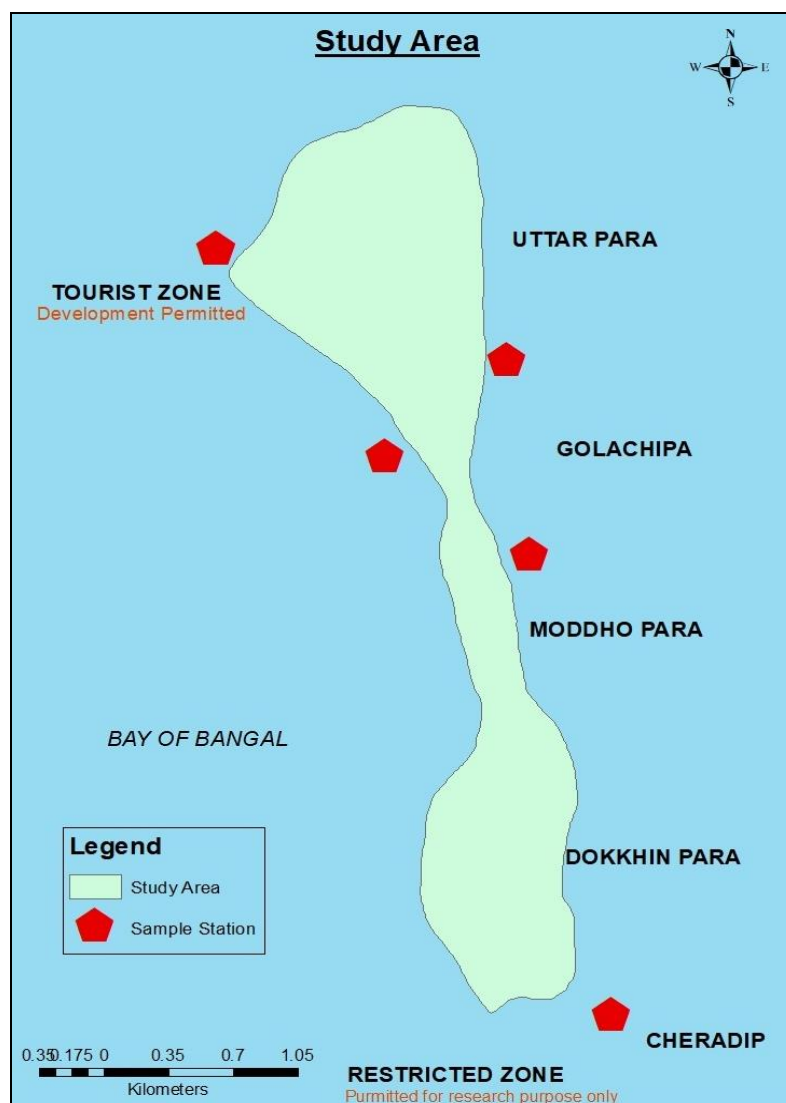 Study Area
N
W E
S
UTTAR PARA
TOURIST ZONE
Development Permitted
GOLACHIPA
MODDHO PARA
BAY OF BANGAL
Legend
Study Area
Sample Station
DOKKHIN PARA
CHERADIP
0.35 0.175 0 0.35 0.7 1.05
Kilometers
RESTRICTED ZONE
Permitted for research purpose only